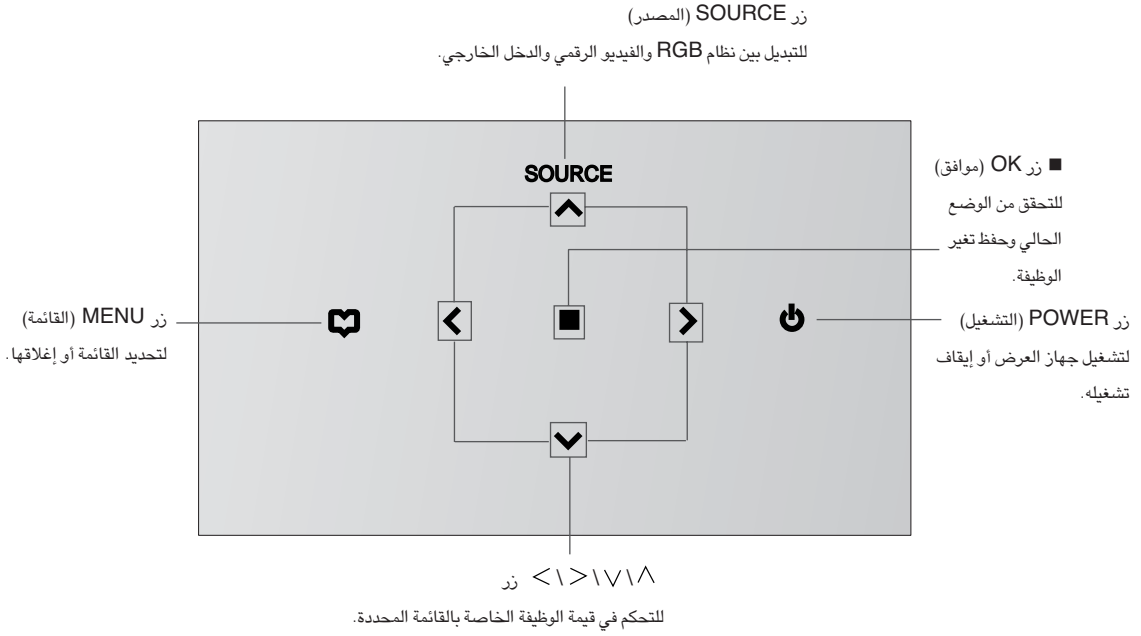 زر SOURCE (المصدر)
للتبديل بين نظام RGB والفيديو الرقمي والدخل الخارجي.
SOURCE
■ زر OK (موافق)
للتحقق من الوضع
الحالي وحفظ تغير
الوظيفة.
زر POWER (التشغيل)
لتشغيل جهاز العرض أو إيقاف
تشغيله.
زر MENU (القائمة)
لتحديد القائمة أو إغلاقها.
زر <\>\∨\∧
للتحكم في قيمة الوظيفة الخاصة بالقائمة المحددة.